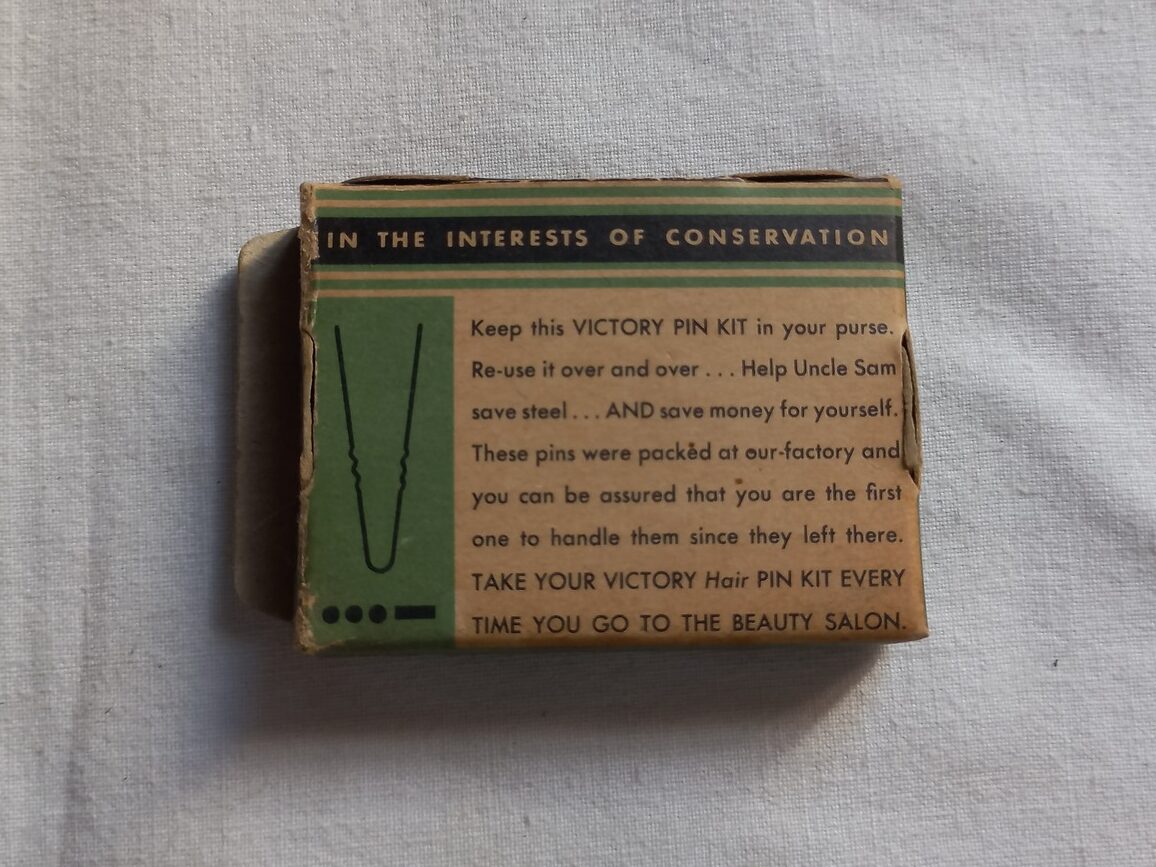 IN THE INTERESTS OF CONSERVATION
Keep this VICTORY PIN KIT in your purse.
Re-use it over and over . . . Help Uncle Sam
save steel . . . AND save money for yourself.
These pins were packed at our factory and
you can be assured that you are the first
one to handle them since they left there.
TAKE YOUR VICTORY Hair PIN KIT EVERY
TIME YOU GO TO THE BEAUTY SALON.